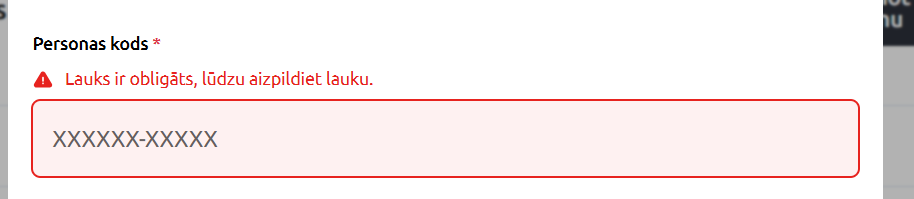 Personas kods *
Lauks ir obligāts, lūdzu aizpildiet lauku.
XXXXXX-XXXXX